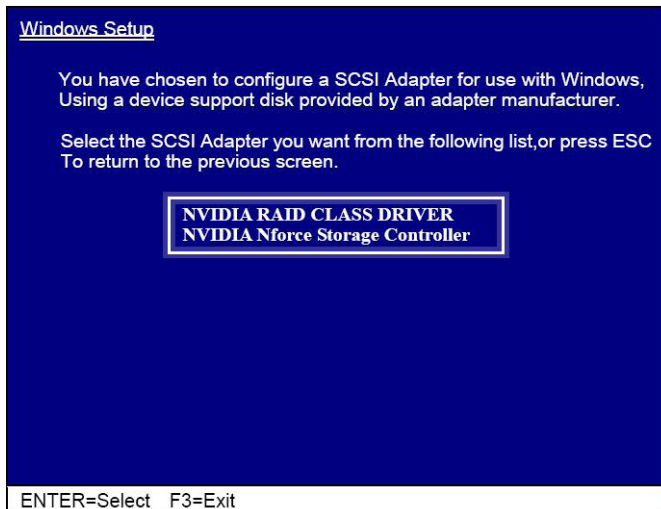 Windows Setup
You have chosen to configure a SCSI Adapter for use with Windows,
Using a device support disk provided by an adapter manufacturer.
Select the SCSI Adapter you want from the following list,or press ESC
To return to the previous screen.
NVIDIA RAID CLASS DRIVER
NVIDIA Nforce Storage Controller
ENTER=Select F3=Exit